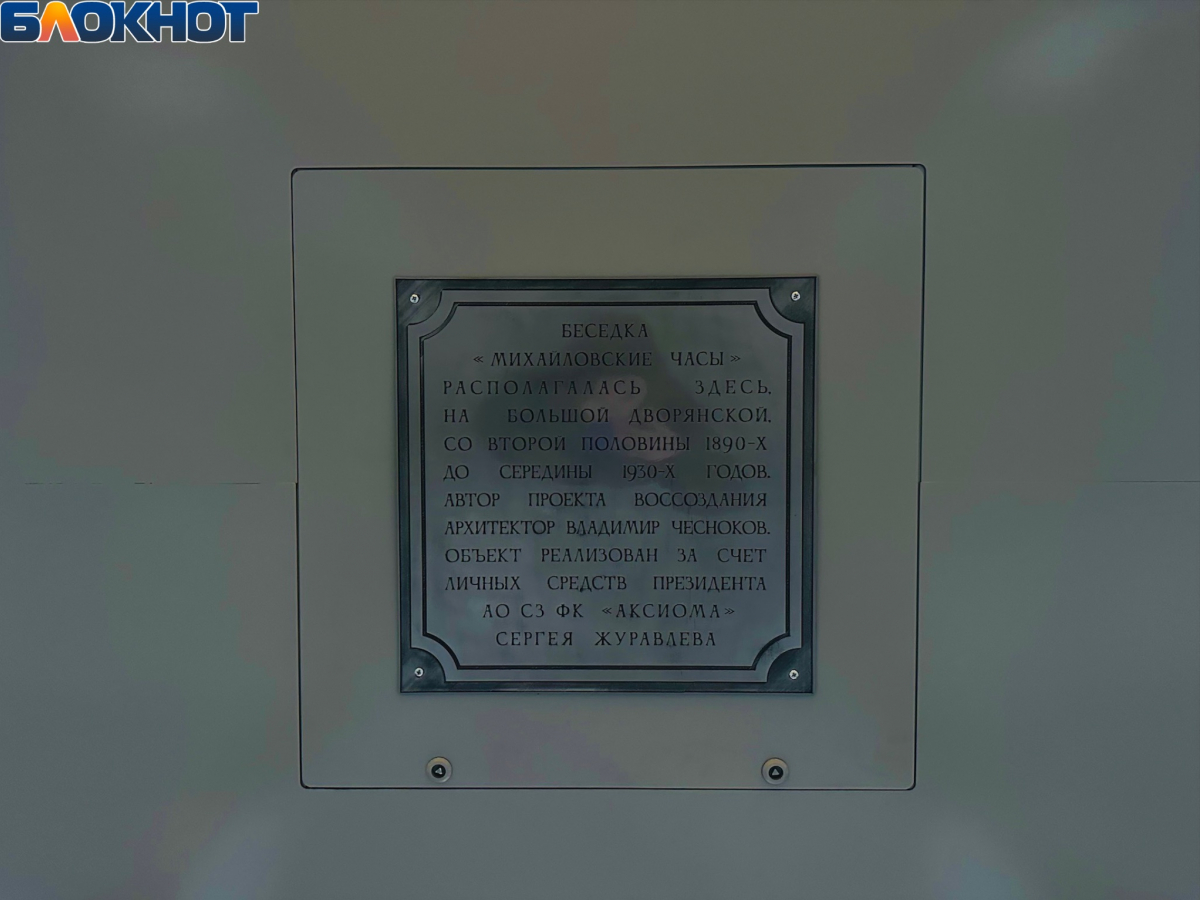 БЛОКНОТ
БЕСЕДКА
«МИХАЙЛОВСКИЕ ЧАСЫ»
РАСПОЛАГАЛАСЬ ЗДЕСЬ,
НА БОЛЬШОЙ ДВОРЯНСКОЙ,
СО ВТОРОЙ ПОЛОВИНЫ 1890-Х
ДО СЕРЕДИНЫ 1930-Х ГОДОВ.
АВТОР ПРОЕКТА ВОССОЗДАНИЯ
АРХИТЕКТОР ВЛАДИМИР ЧЕСНОКОВ.
ОБЪЕКТ РЕАЛИЗОВАН ЗА СЧЕТ
ЛИЧНЫХ СРЕДСТВ ПРЕЗИДЕНТА
АО СЗ ФК «АКСИОМА»
СЕРГЕЯ ЖУРАВЛЕВА